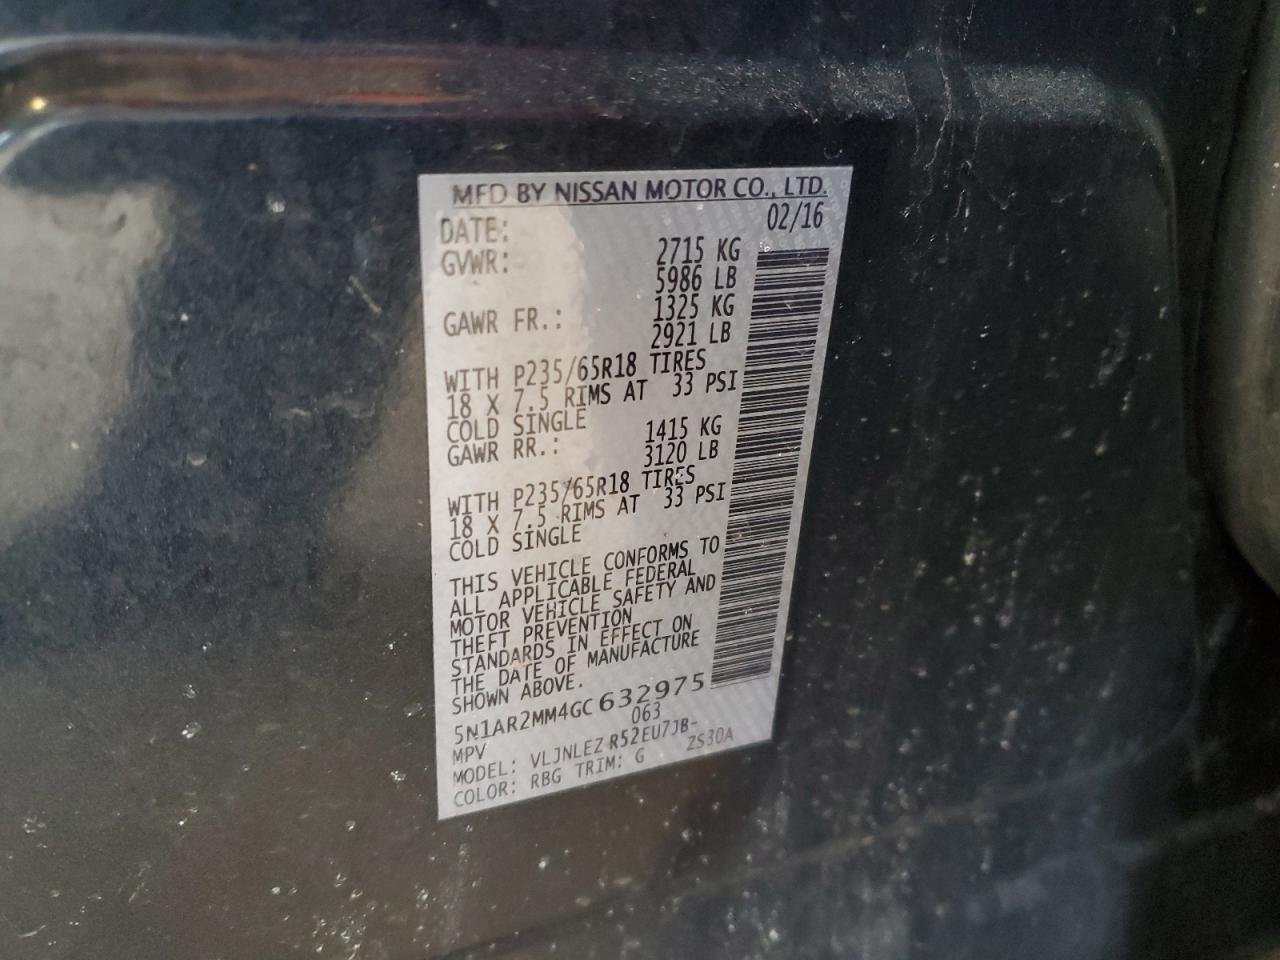 MFD BY NISSAN MOTOR CO., LTD.
DATE: 02/16
GVWR: 2715 KG
5986 LB
GAWR FR.: 1325 KG
2921 LB
WITH P235/65R18 TIRES
18 X 7.5 RIMS AT 33 PSI
COLD SINGLE
GAWR RR.: 1415 KG
3120 LB
WITH P235/65R18 TIRES
18 X 7.5 RIMS AT 33 PSI
COLD SINGLE
THIS VEHICLE CONFORMS TO
ALL APPLICABLE FEDERAL
MOTOR VEHICLE SAFETY AND
THEFT PREVENTION
STANDARDS IN EFFECT ON
THE DATE OF MANUFACTURE
SHOWN ABOVE.
5N1AR2MM4GC632975
MPV 063
MODEL: VLJNLEZ R52EU7JB-
COLOR: RBG TRIM: G ZS30A